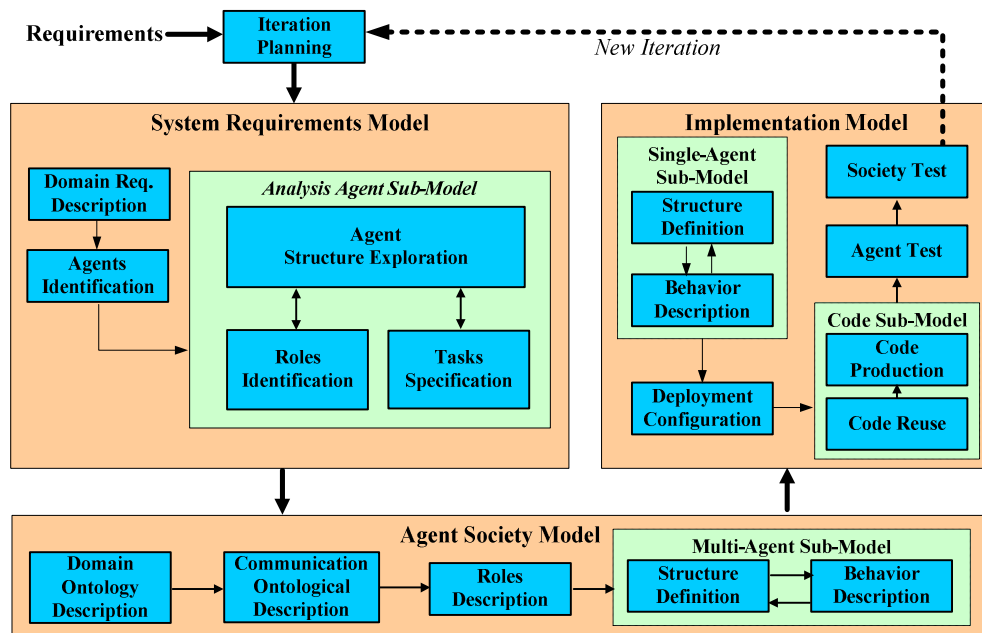 Requirements
Iteration
Planning
New Iteration
System Requirements Model
Domain Req.
Description
Agents
Identification
Analysis Agent Sub-Model
Agent
Structure Exploration
Roles
Identification
Tasks
Specification
Implementation Model
Single-Agent
Sub-Model
Structure
Definition
Behavior
Description
Deployment
Configuration
Society Test
Agent Test
Code Sub-Model
Code
Production
Code Reuse
Agent Society Model
Domain
Ontology
Description
Communication
Ontological
Description
Roles
Description
Multi-Agent Sub-Model
Structure
Definition
Behavior
Description